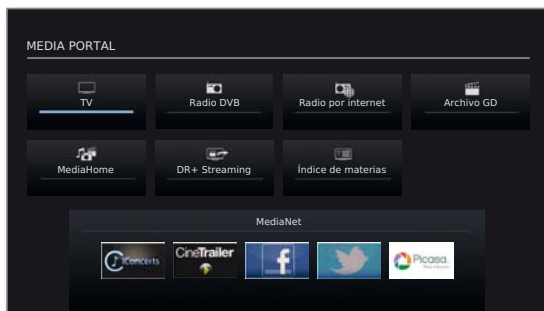 MEDIA PORTAL
TV
Radio DVB
Radio por internet
Archivo GD
MediaHome
DR+ Streaming
Índice de materias
MediaNet
iConcerts
CineTrailer
f
Picasa